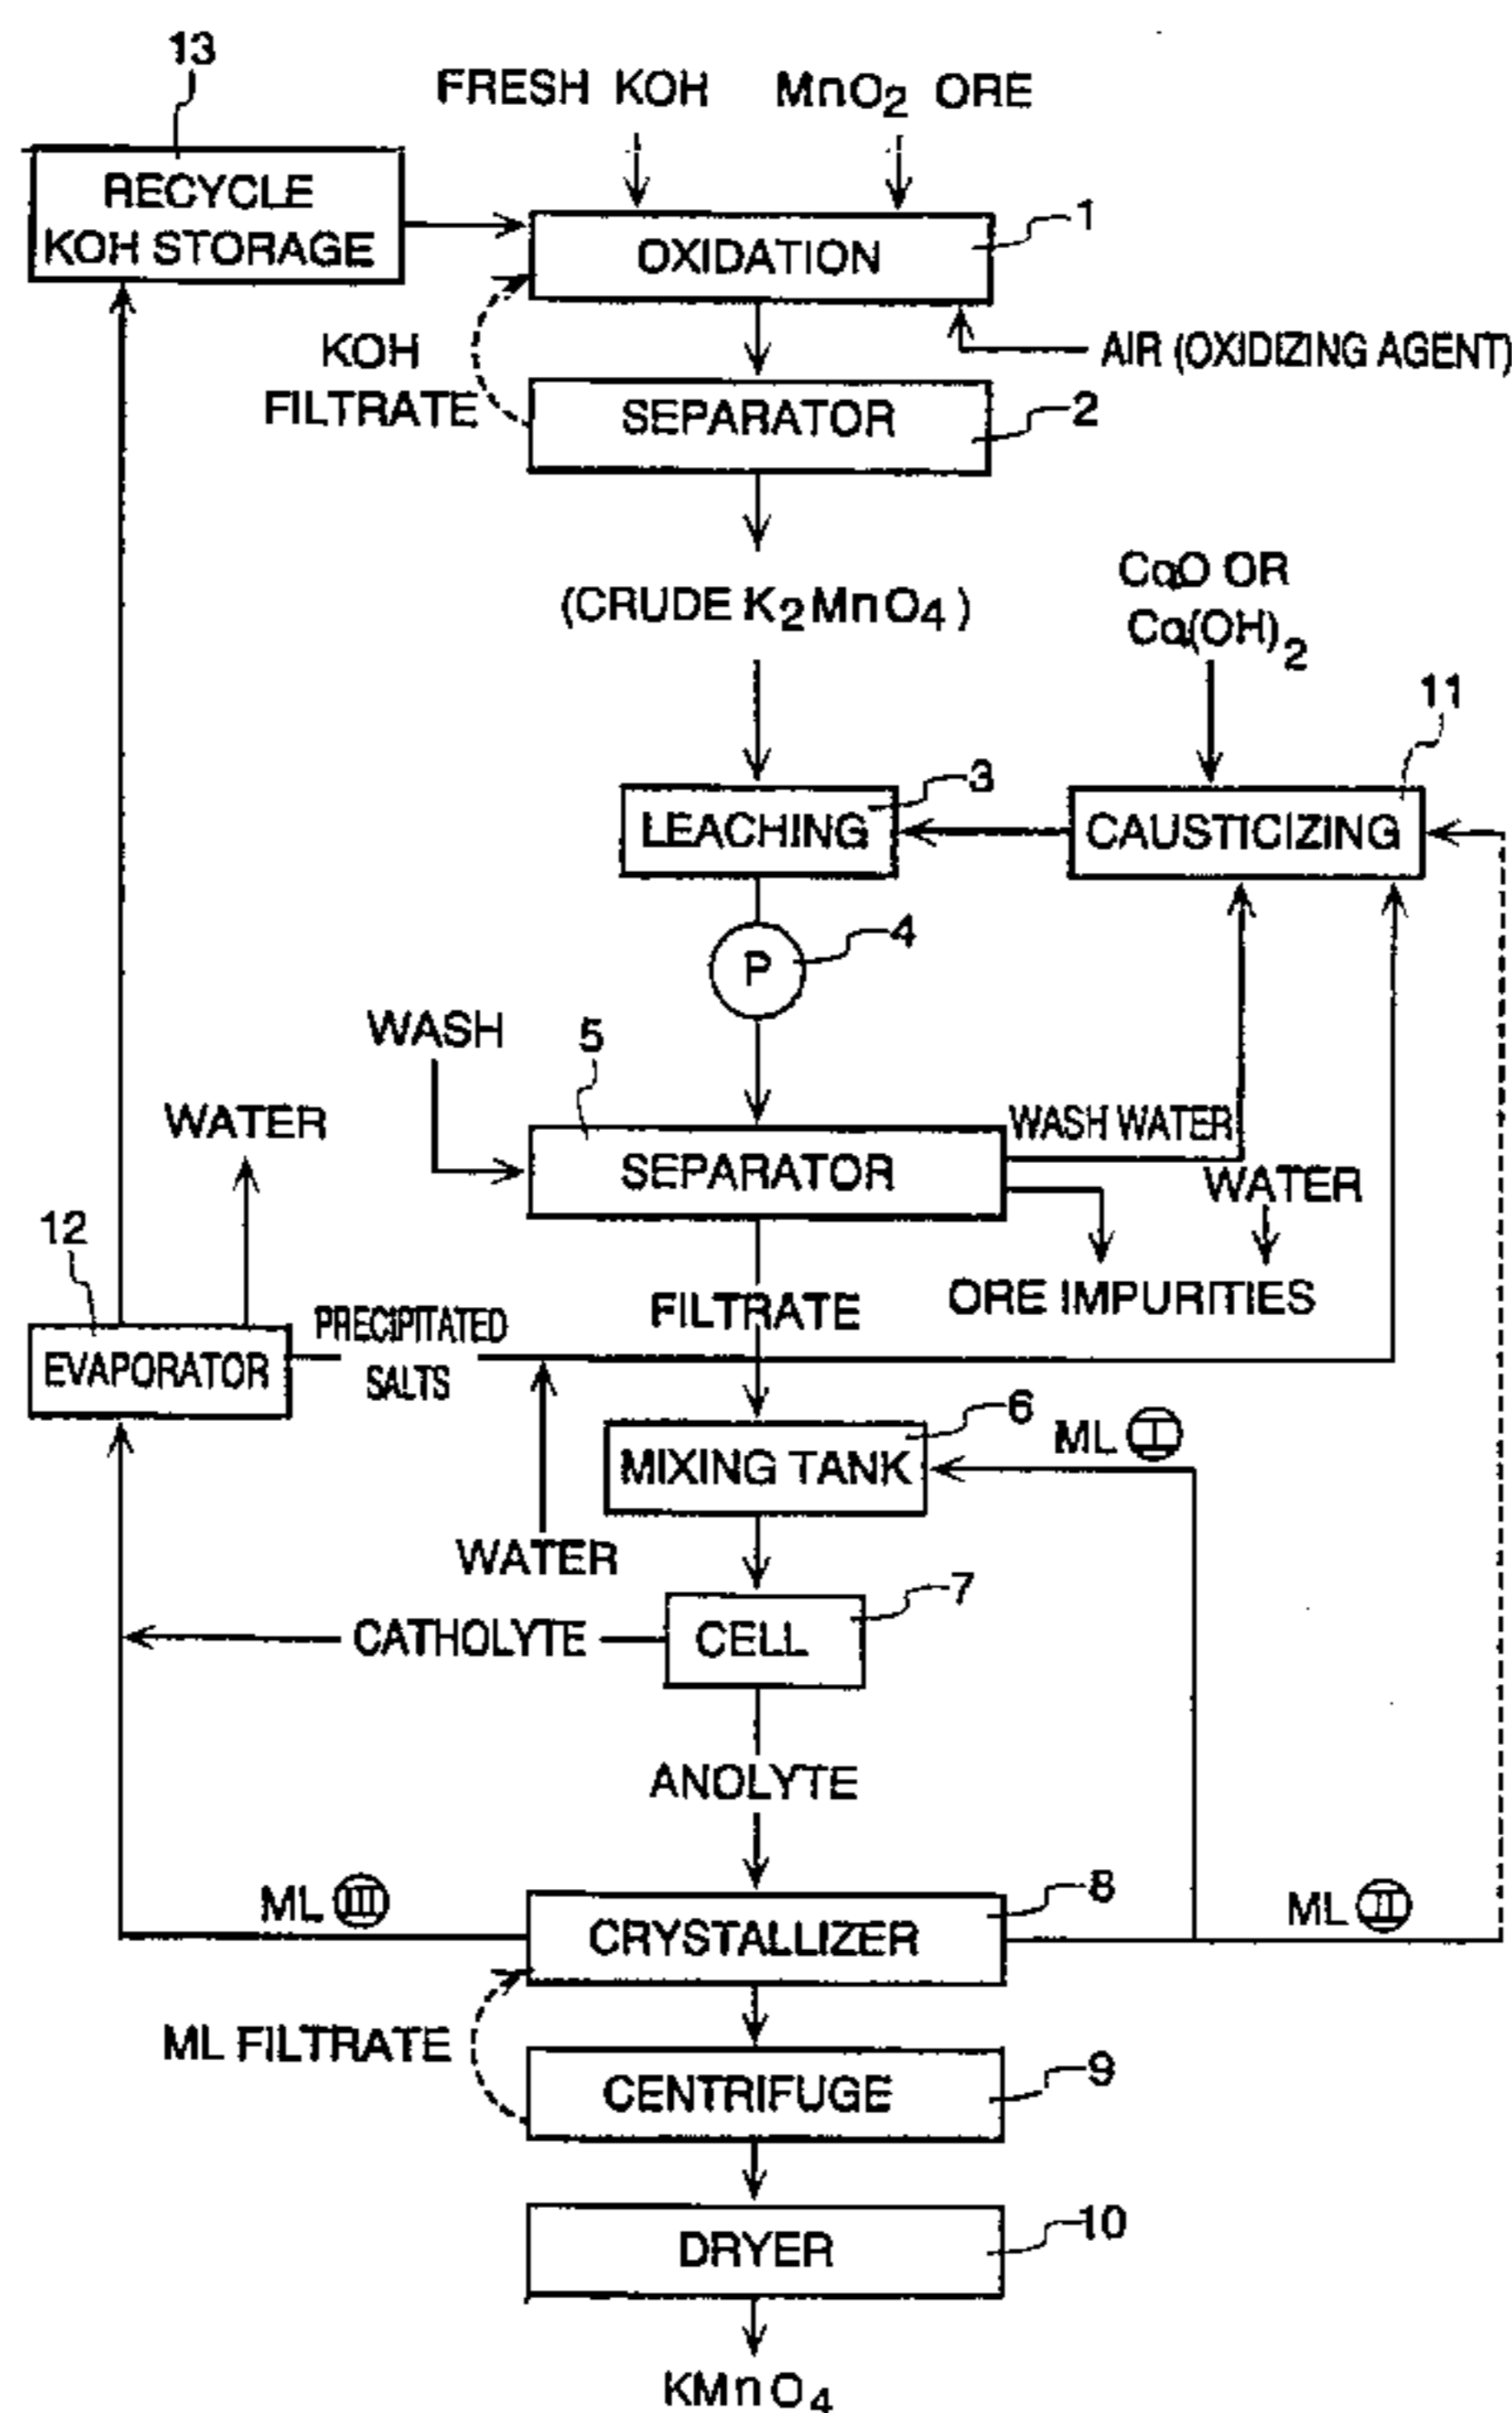 13
FRESH KOH
MnO2 ORE
RECYCLE
KOH STORAGE
1
OXIDATION
KOH
FILTRATE
AIR (OXIDIZING AGENT)
SEPARATOR
2
(CRUDE K2MnO4)
CaO OR
Ca(OH)2
11
3
LEACHING
CAUSTICIZING
4
P
WASH
5
WATER
WASH WATER
SEPARATOR
WATER
12
FILTRATE
ORE IMPURITIES
PRECIPITATED
SALTS
EVAPORATOR
6
ML I
MIXING TANK
WATER
7
CATHOLYTE
CELL
ANOLYTE
8
ML III
CRYSTALLIZER
ML II
ML FILTRATE
9
CENTRIFUGE
10
DRYER
KMnO4